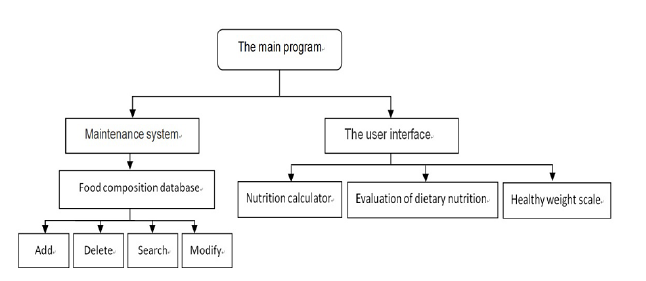 The main program
Maintenance system
The user interface
Food composition database
Nutrition calculator
Evaluation of dietary nutrition
Healthy weight scale
Add
Delete
Search
Modify